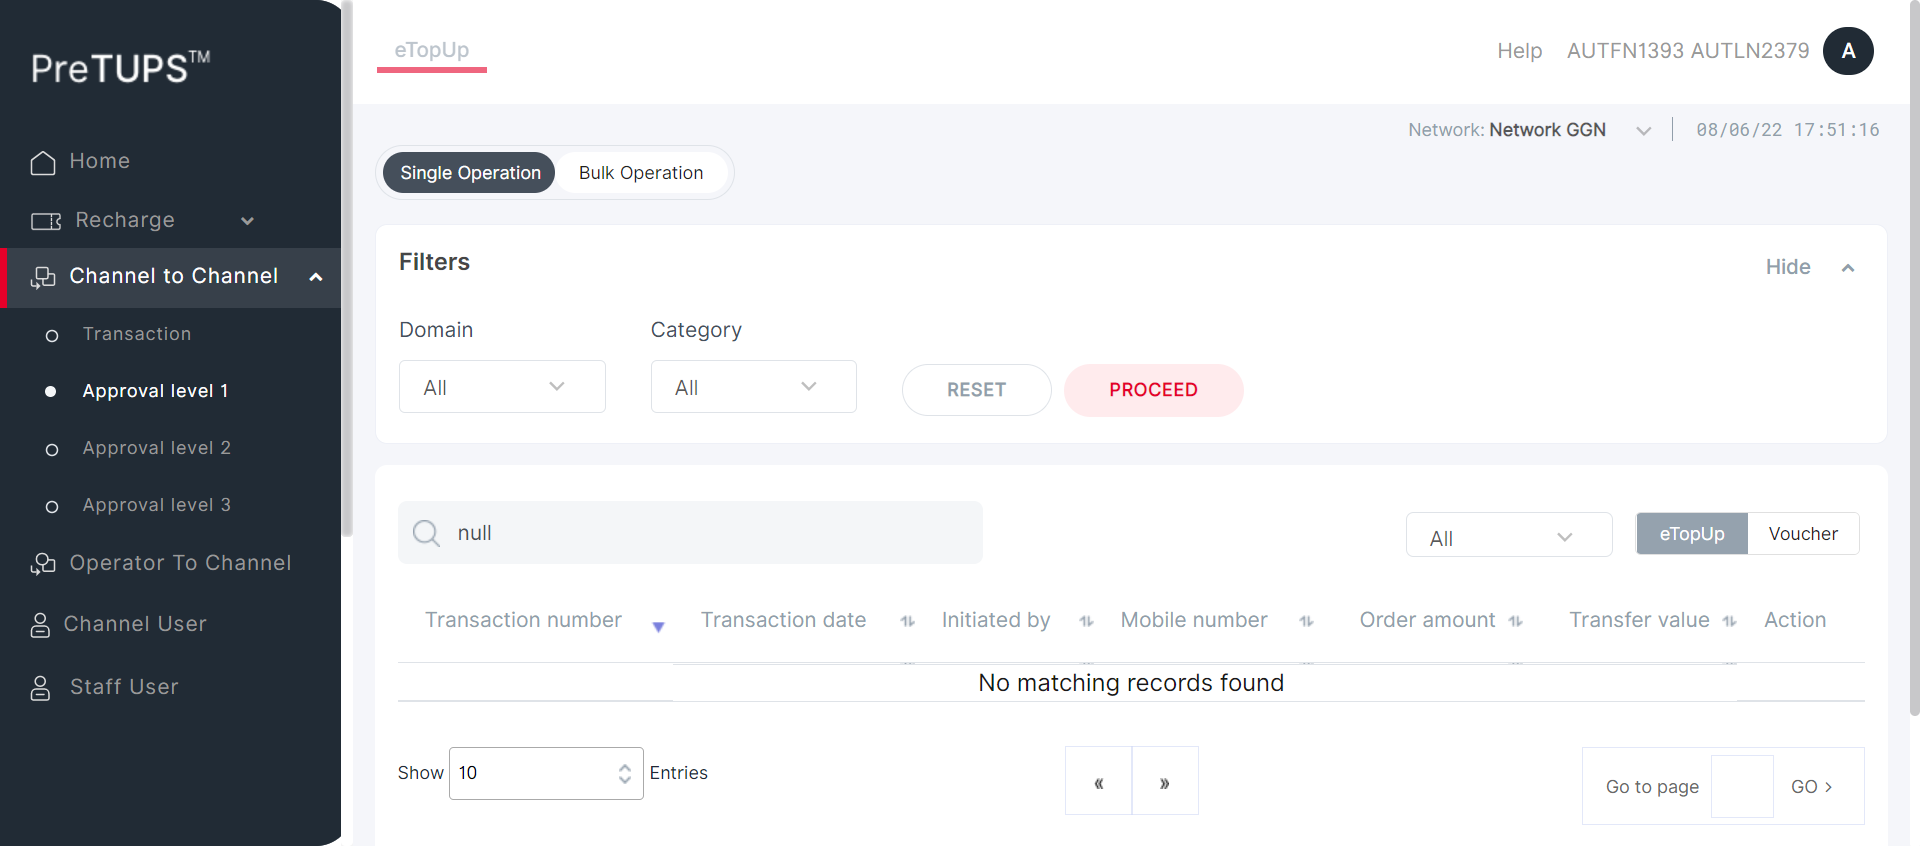 PreTUPS™
Home
Recharge
Channel to Channel
Transaction
Approval level 1
Approval level 2
Approval level 3
Operator To Channel
Channel User
Staff User
eTopUp
Help AUTFN1393 AUTLN2379 A
Network: Network GGN 08/06/22 17:51:16
Single Operation Bulk Operation
Filters
Hide
Domain Category
All All RESET PROCEED
null
All eTopUp Voucher
Transaction number Transaction date Initiated by Mobile number Order amount Transfer value Action
No matching records found
Show 10 Entries « » Go to page GO >